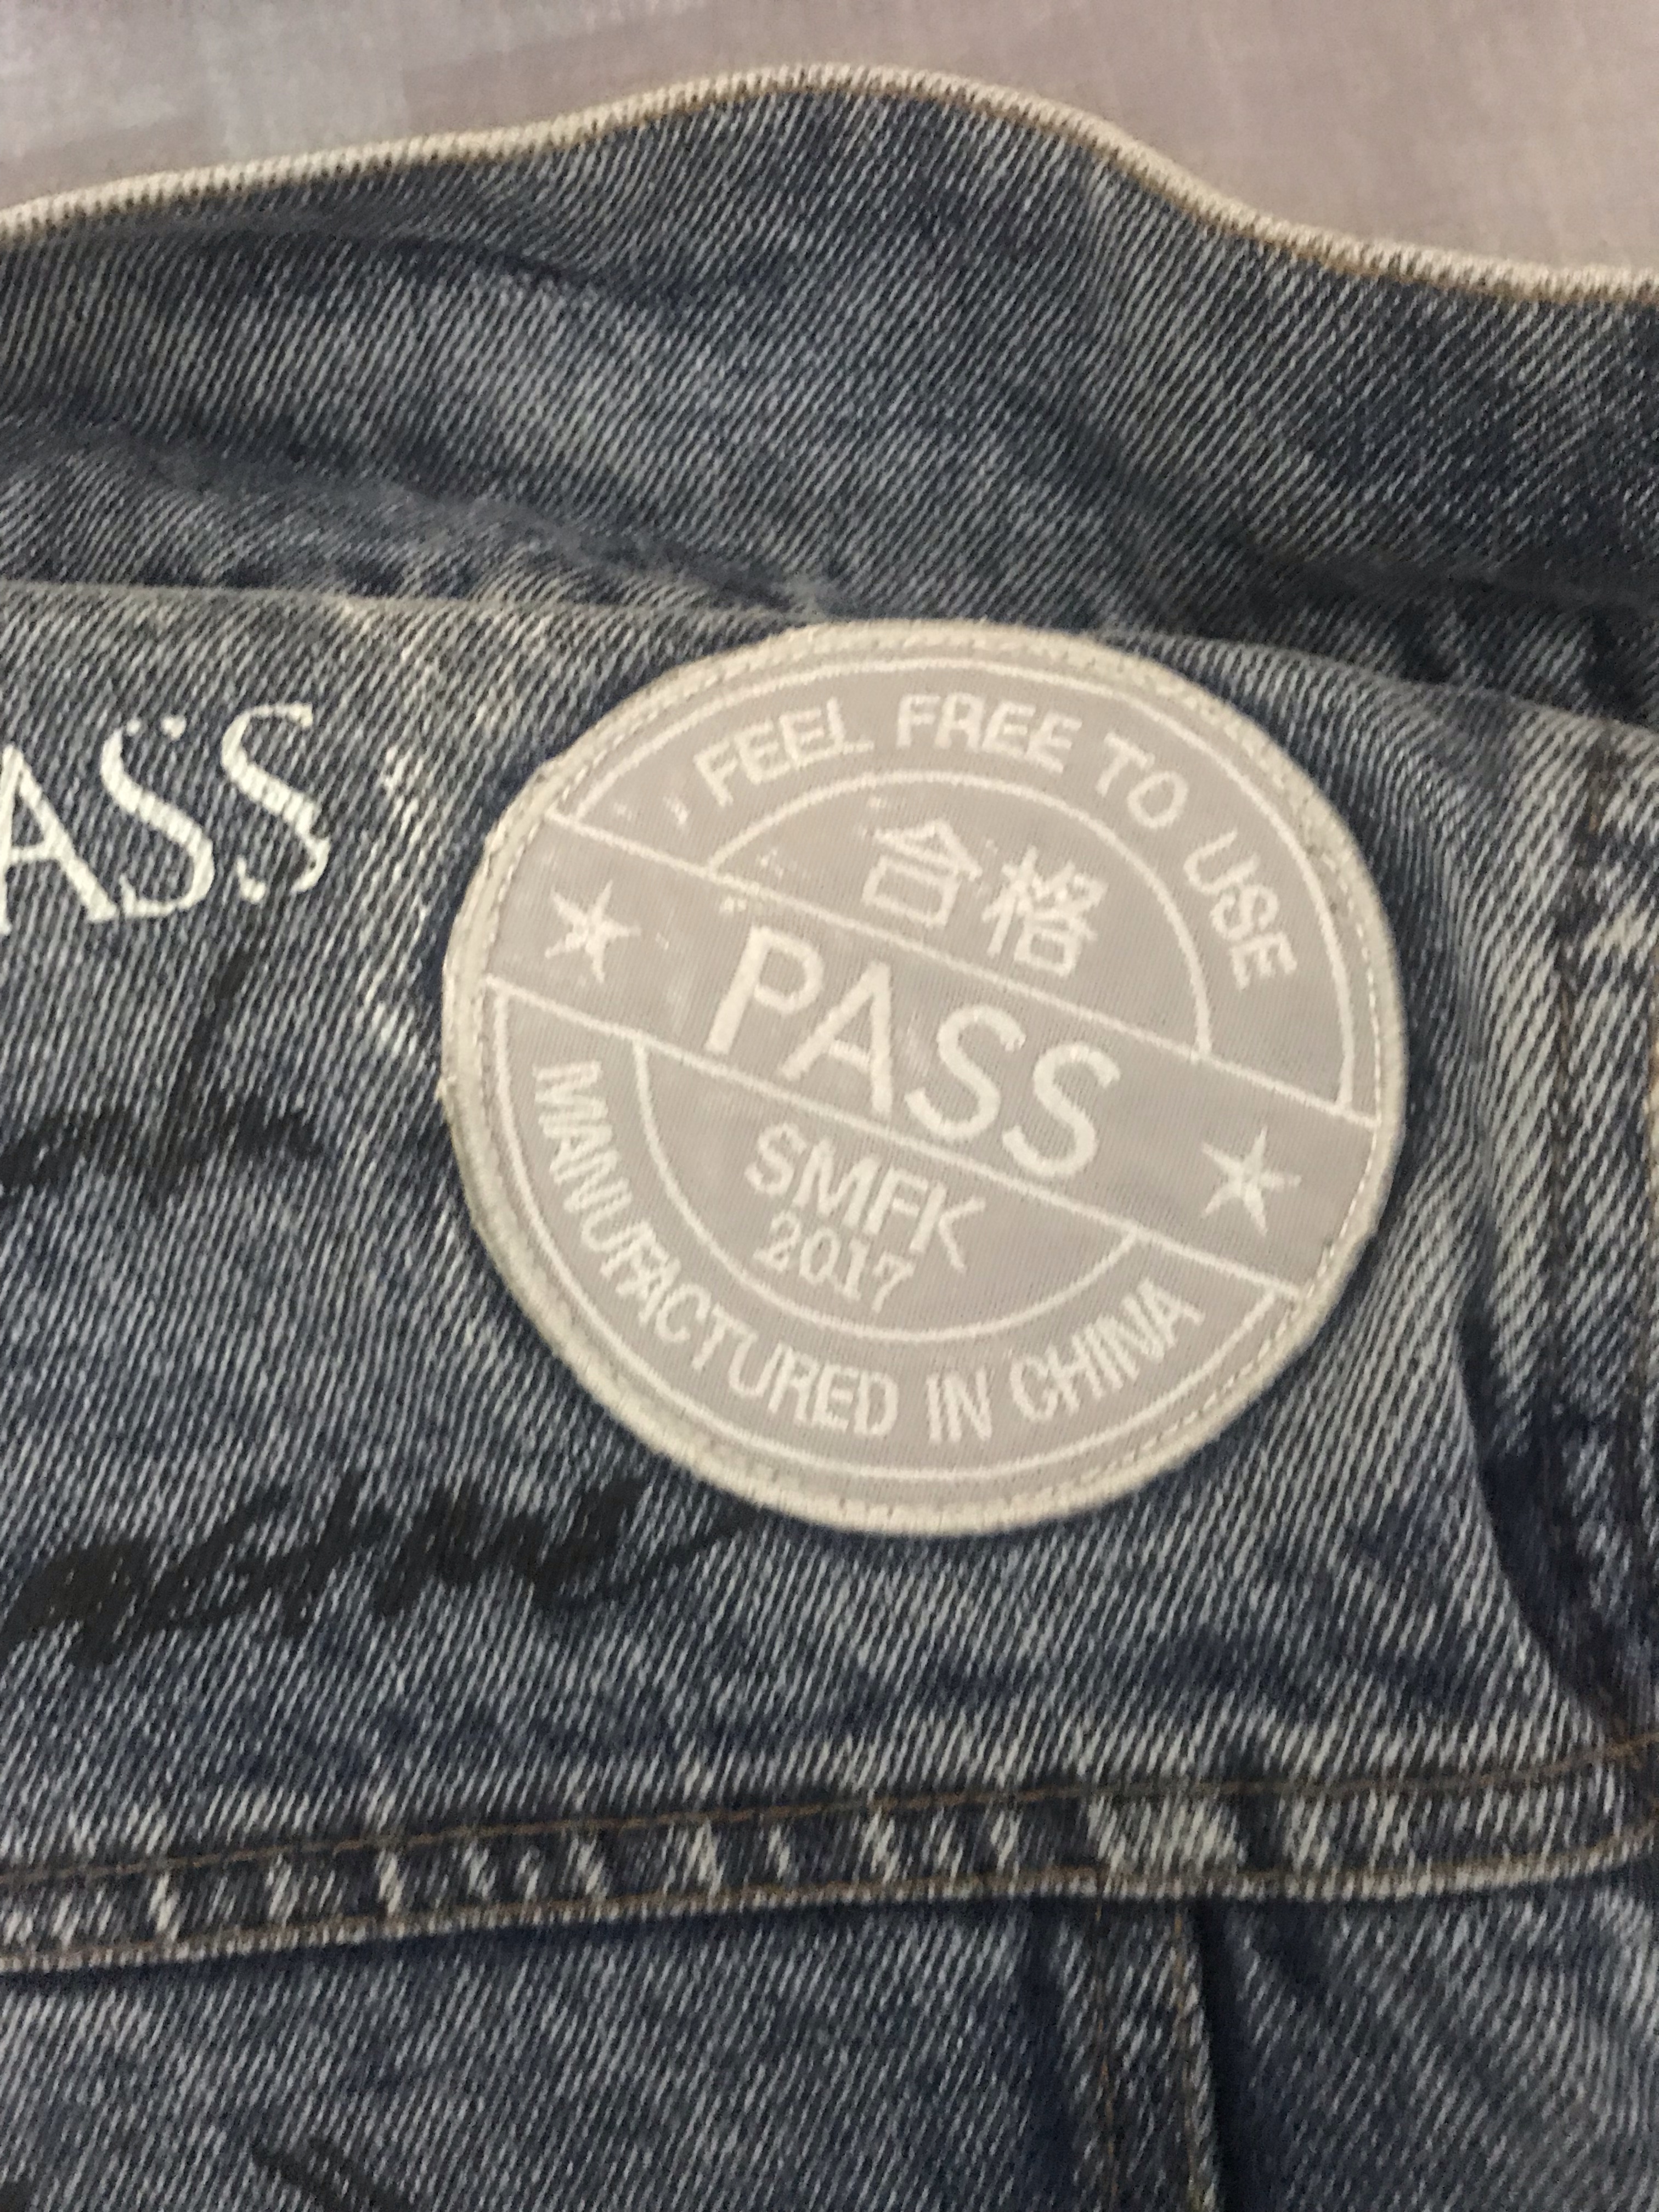 ASS
FEEL FREE TO USE
合格
PASS
SMFK
2017
MANUFACTURED IN CHINA